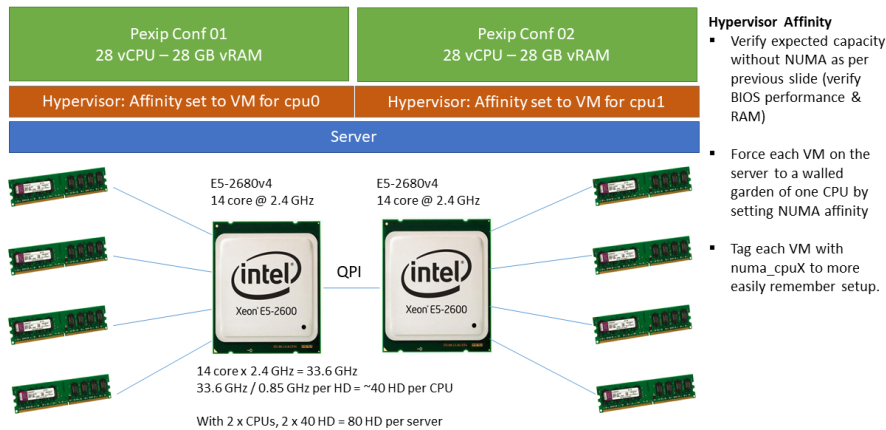 Pexip Conf 01
28 vCPU – 28 GB vRAM
Pexip Conf 02
28 vCPU – 28 GB vRAM
Hypervisor: Affinity set to VM for cpu0
Hypervisor: Affinity set to VM for cpu1
Server
E5-2680v4
14 core @ 2.4 GHz
E5-2680v4
14 core @ 2.4 GHz
intel
Xeon® E5-2600
QPI
intel
Xeon® E5-2600
14 core x 2.4 GHz = 33.6 GHz
33.6 GHz / 0.85 GHz per HD = ~40 HD per CPU
With 2 x CPUs, 2 x 40 HD = 80 HD per server
Hypervisor Affinity
▪ Verify expected capacity
without NUMA as per
previous slide (verify
BIOS performance &
RAM)
▪ Force each VM on the
server to a walled
garden of one CPU by
setting NUMA affinity
▪ Tag each VM with
numa_cpuX to more
easily remember setup.